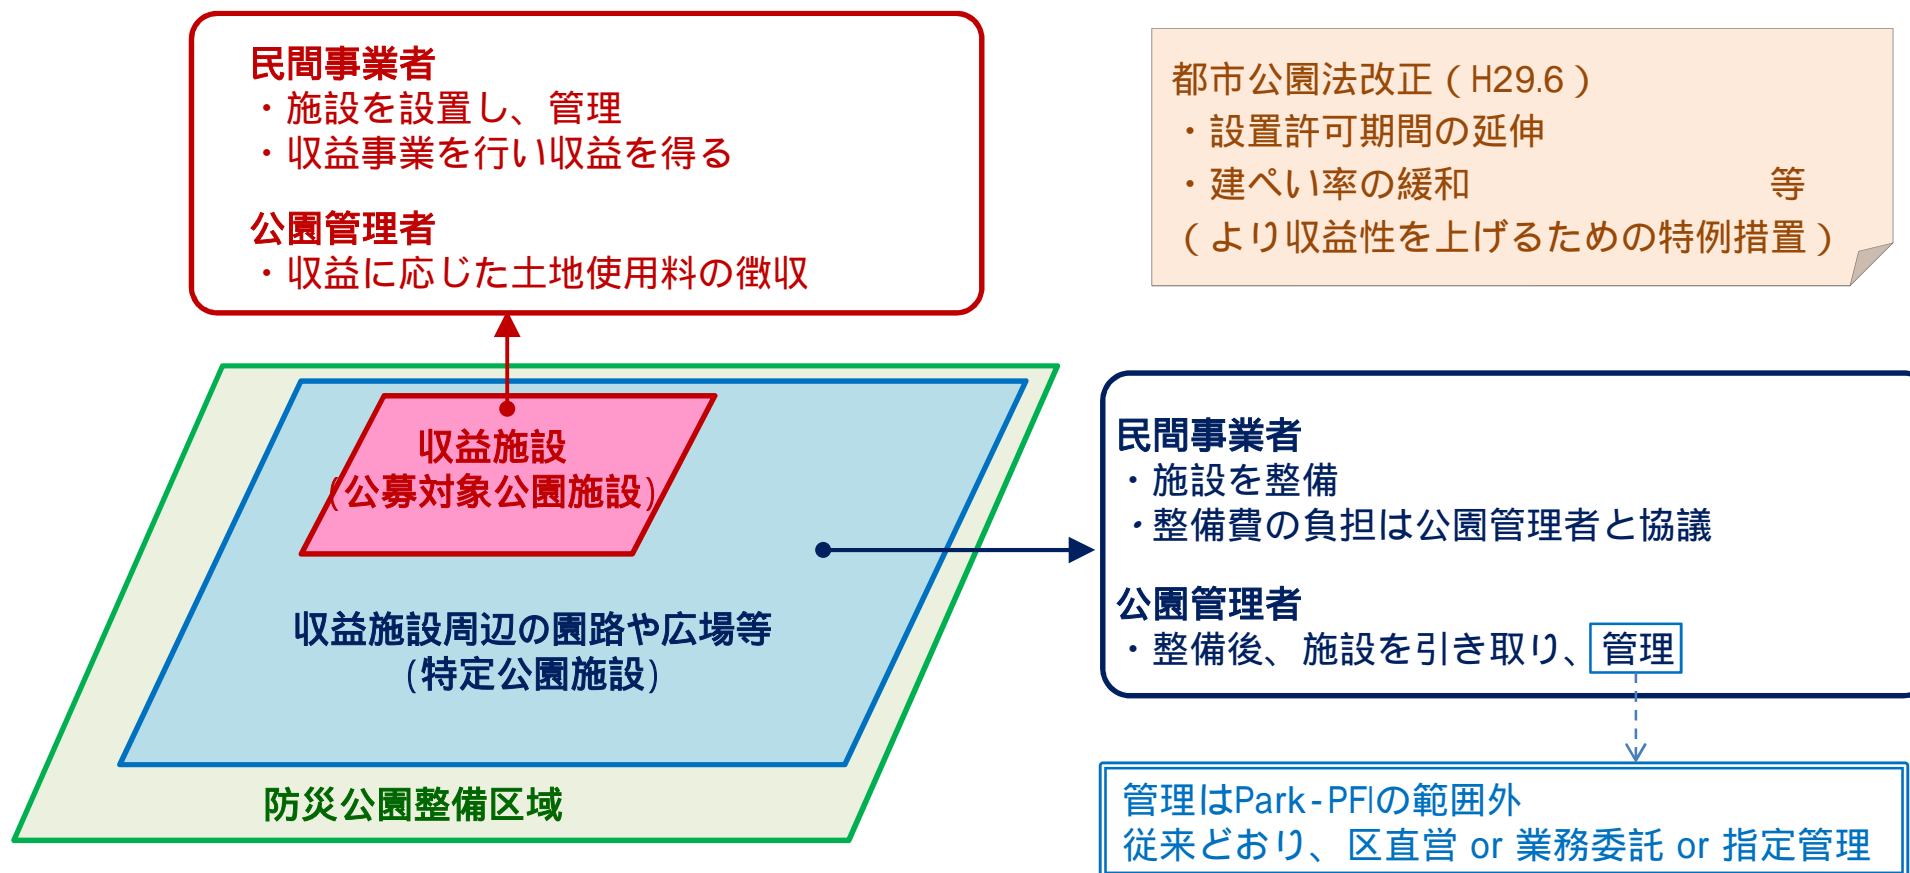 民間事業者
・施設を設置し、管理
・収益事業を行い収益を得る
公園管理者
・収益に応じた土地使用料の徴収
都市公園法改正（H29.6）
・設置許可期間の延伸
・建ぺい率の緩和 等
（より収益性を上げるための特例措置）
収益施設
(公募対象公園施設)
収益施設周辺の園路や広場等
(特定公園施設)
防災公園整備区域
民間事業者
・施設を整備
・整備費の負担は公園管理者と協議
公園管理者
・整備後、施設を引き取り、管理
管理はPark-PFIの範囲外
従来どおり、区直営 or 業務委託 or 指定管理